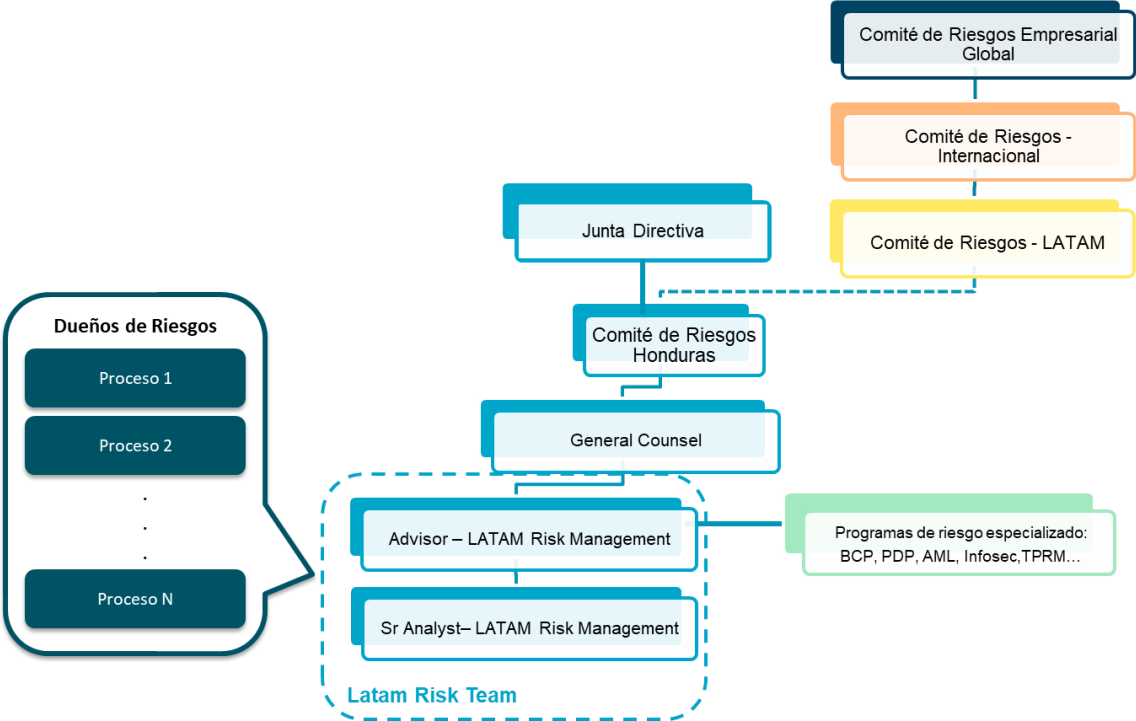 Comité de Riesgos Empresarial
Global
Comité de Riesgos -
Internacional
Comité de Riesgos - LATAM
Junta Directiva
Comité de Riesgos
Honduras
General Counsel
Dueños de Riesgos
Proceso 1
Proceso 2
.
.
.
Proceso N
Advisor – LATAM Risk Management
Sr Analyst– LATAM Risk Management
Latam Risk Team
Programas de riesgo especializado:
BCP, PDP, AML, Infosec,TPRM…